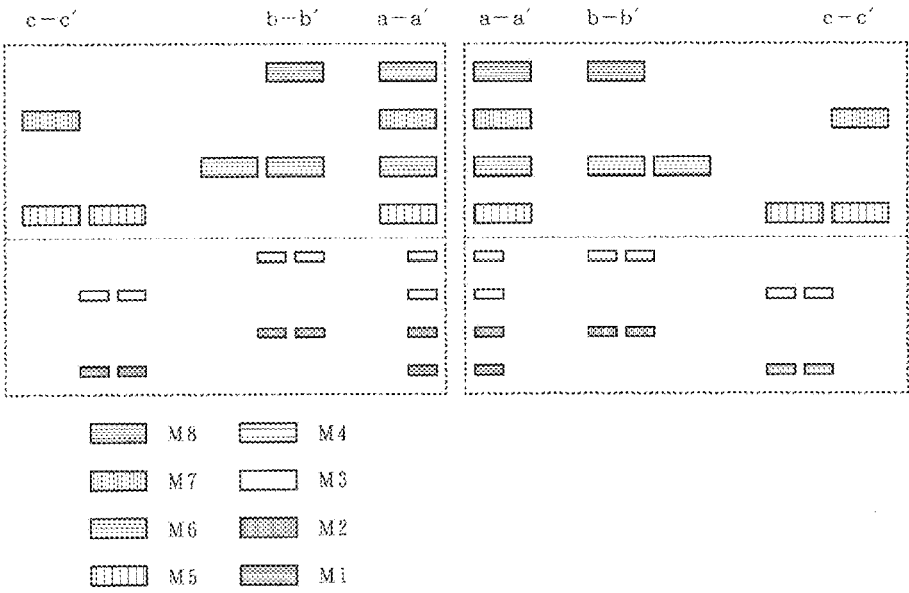 c-c′ b-b′ a-a′ a-a′ b-b′ c-c′
M8 M4
M7 M3
M6 M2
M5 M1